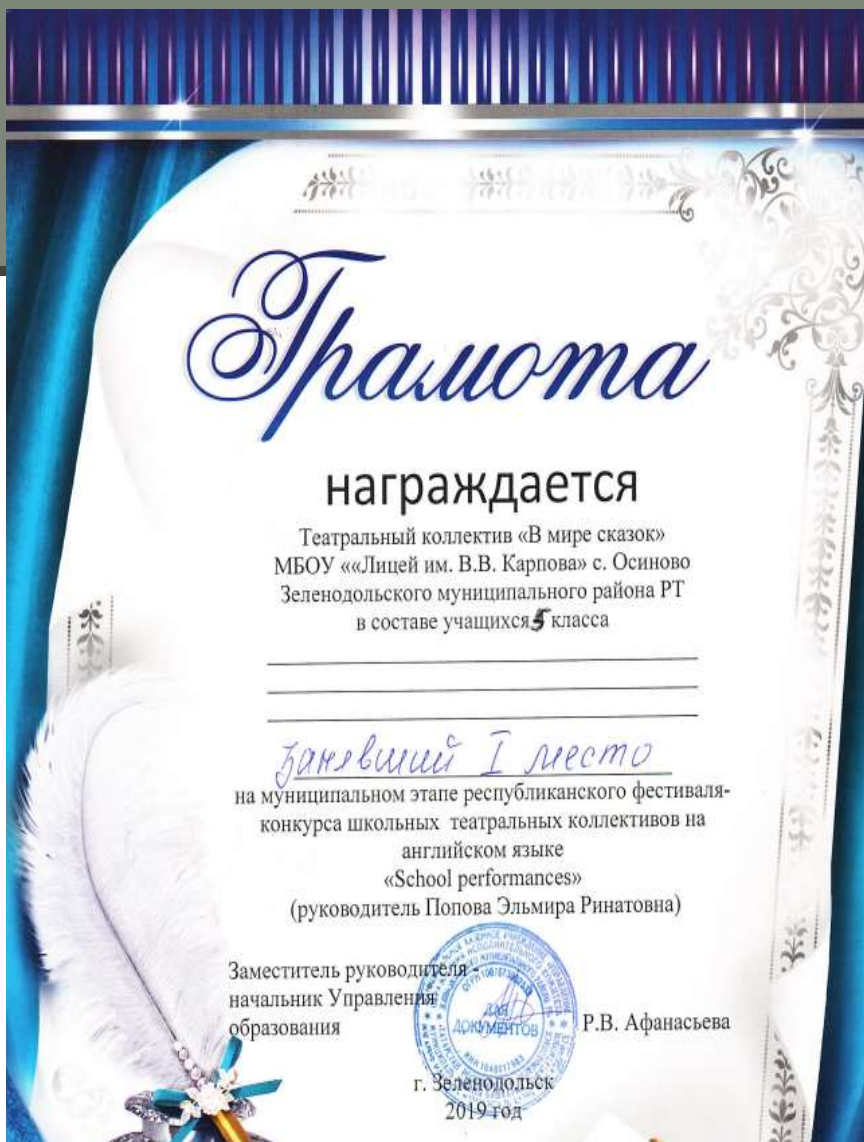 Грамота
награждается
Театральный коллектив «В мире сказок»
МБОУ ««Лицей им. В.В. Карпова» с. Осиново
Зеленодольского муниципального района РТ
в составе учащихся 5 класса
Занявший I место
на муниципальном этапе республиканского фестиваля-
конкурса школьных театральных коллективов на
английском языке
«School performances»
(руководитель Попова Эльмира Ринатовна)
Заместитель руководителя -
начальник Управления
образования
Р.В. Афанасьева
ДЛЯ
ДОКУМЕНТОВ
г. Зеленодольск
2019 год